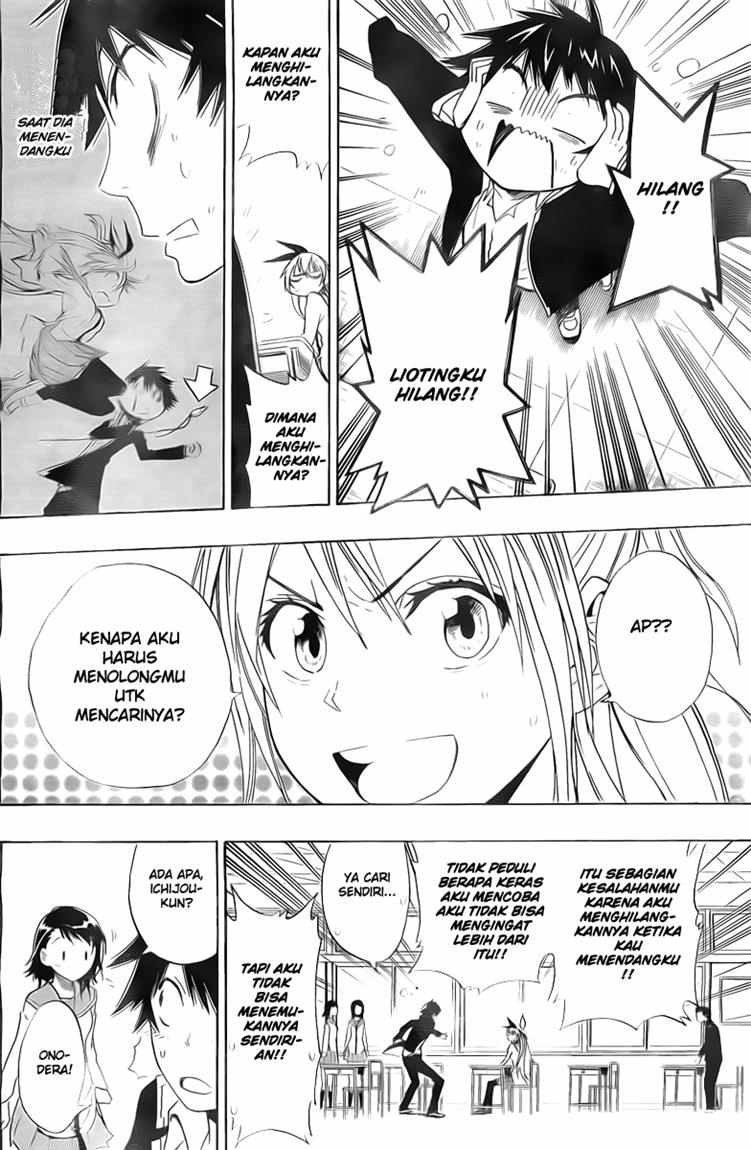 HILANG
!!
LIOTINGKU
HILANG!!
KAPAN AKU
MENGHI-
LANGKAN-
NYA?
DIMANA
AKU
MENGHI-
LANGKAN-
NYA?
SAAT DIA
MENEN-
DANGKU
AP??
KENAPA AKU
HARUS
MENOLONGMU
UTK
MENCARINYA?
ITU SEBAGIAN
KESALAHANMU
KARENA AKU
MENGHILANG-
KANNYA KETIKA
KAU
MENENDANGKU
!!
TIDAK PEDULI
BERAPA KERAS
AKU MENCOBA
AKU TIDAK BISA
MENGINGAT
LEBIH DARI
ITU!!
YA CARI
SENDIRI...
TAPI AKU
TIDAK
BISA
MENEMU-
KANNYA
SENDIRI-
AN!!
ADA APA,
ICHIJOU-
KUN?
ONO-
DERA!